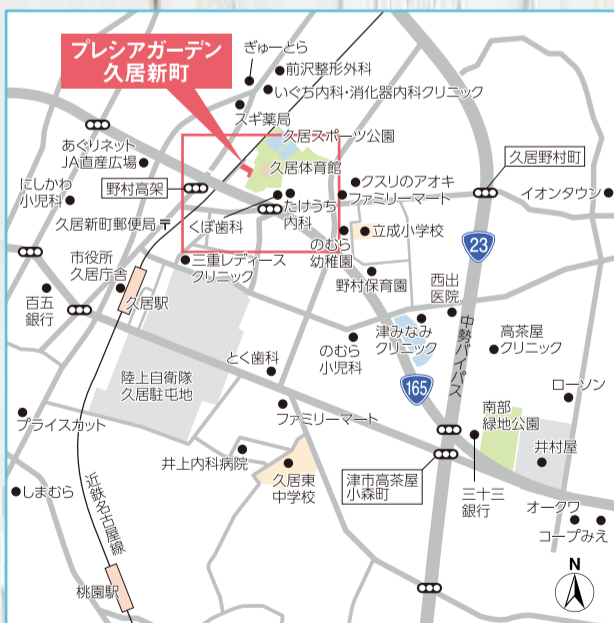 プレシアガーデン
久居新町
ぎゅーとら
前沢整形外科
いぐち内科・消化器内科クリニック
スギ薬局
久居スポーツ公園
久居体育館
あぐりネット
JA直産広場
にしかわ
小児科
野村高架
久居新町郵便局〒
くぼ歯科
たけうち
内科
クスリのアオキ
ファミリーマート
久居野村町
イオンタウン
のむら
幼稚園
立成小学校
23
市役所
久居庁舎
三重レディース
クリニック
野村保育園
西出
医院
百五
銀行
久居駅
津みなみ
クリニック
中勢バイパス
高茶屋
クリニック
陸上自衛隊
久居駐屯地
とく歯科
のむら
小児科
165
ローソン
プライスカット
ファミリーマート
南部
緑地公園
井村屋
井上内科病院
久居東
中学校
津市高茶屋
小森町
三十三
銀行
しまむら
近鉄名古屋線
オークワ
コープみえ
桃園駅
N